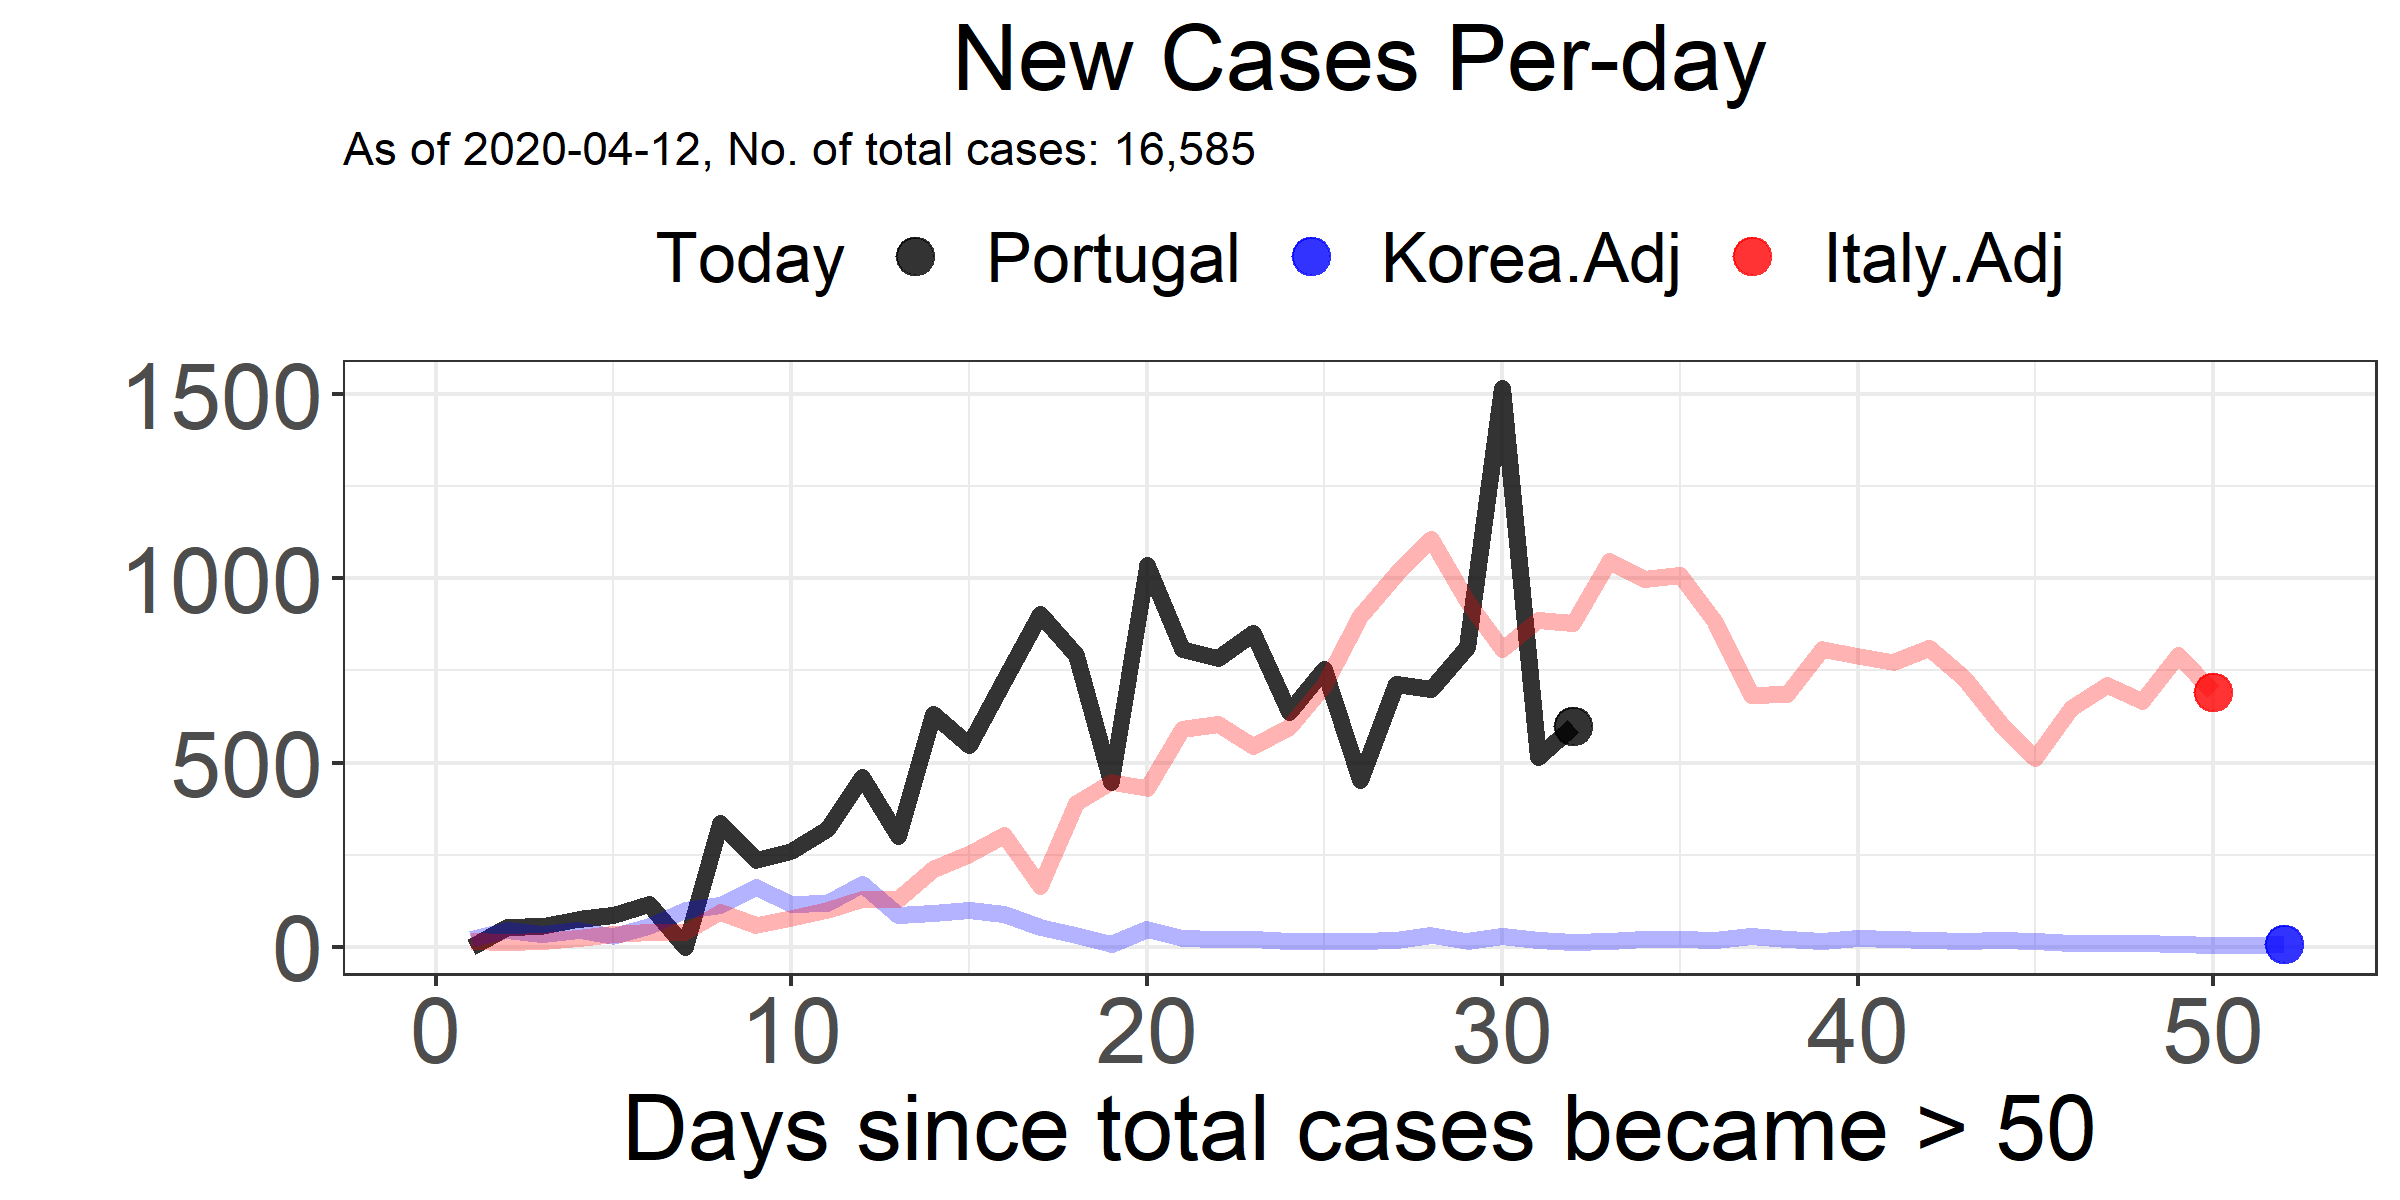 New Cases Per-day
As of 2020-04-12, No. of total cases: 16,585
Today Portugal Korea.Adj Italy.Adj
1500
1000
500
0
0 10 20 30 40 50
Days since total cases became > 50